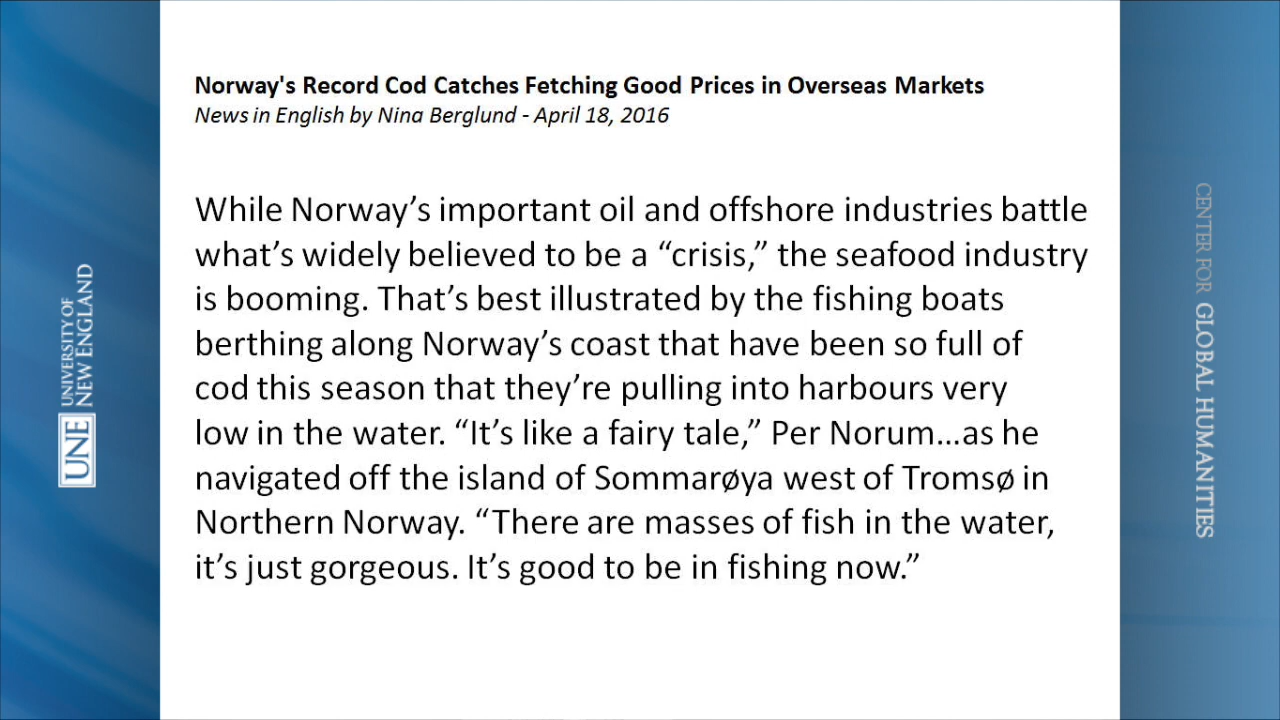 Norway's Record Cod Catches Fetching Good Prices in Overseas Markets
News in English by Nina Berglund - April 18, 2016
While Norway’s important oil and offshore industries battle
what’s widely believed to be a “crisis,” the seafood industry
is booming. That’s best illustrated by the fishing boats
berthing along Norway’s coast that have been so full of
cod this season that they’re pulling into harbours very
low in the water. “It’s like a fairy tale,” Per Norum…as he
navigated off the island of Sommarøya west of Tromsø in
Northern Norway. “There are masses of fish in the water,
it’s just gorgeous. It’s good to be in fishing now.”
UNE
UNIVERSITY OF
NEW ENGLAND
CENTER FOR GLOBAL HUMANITIES